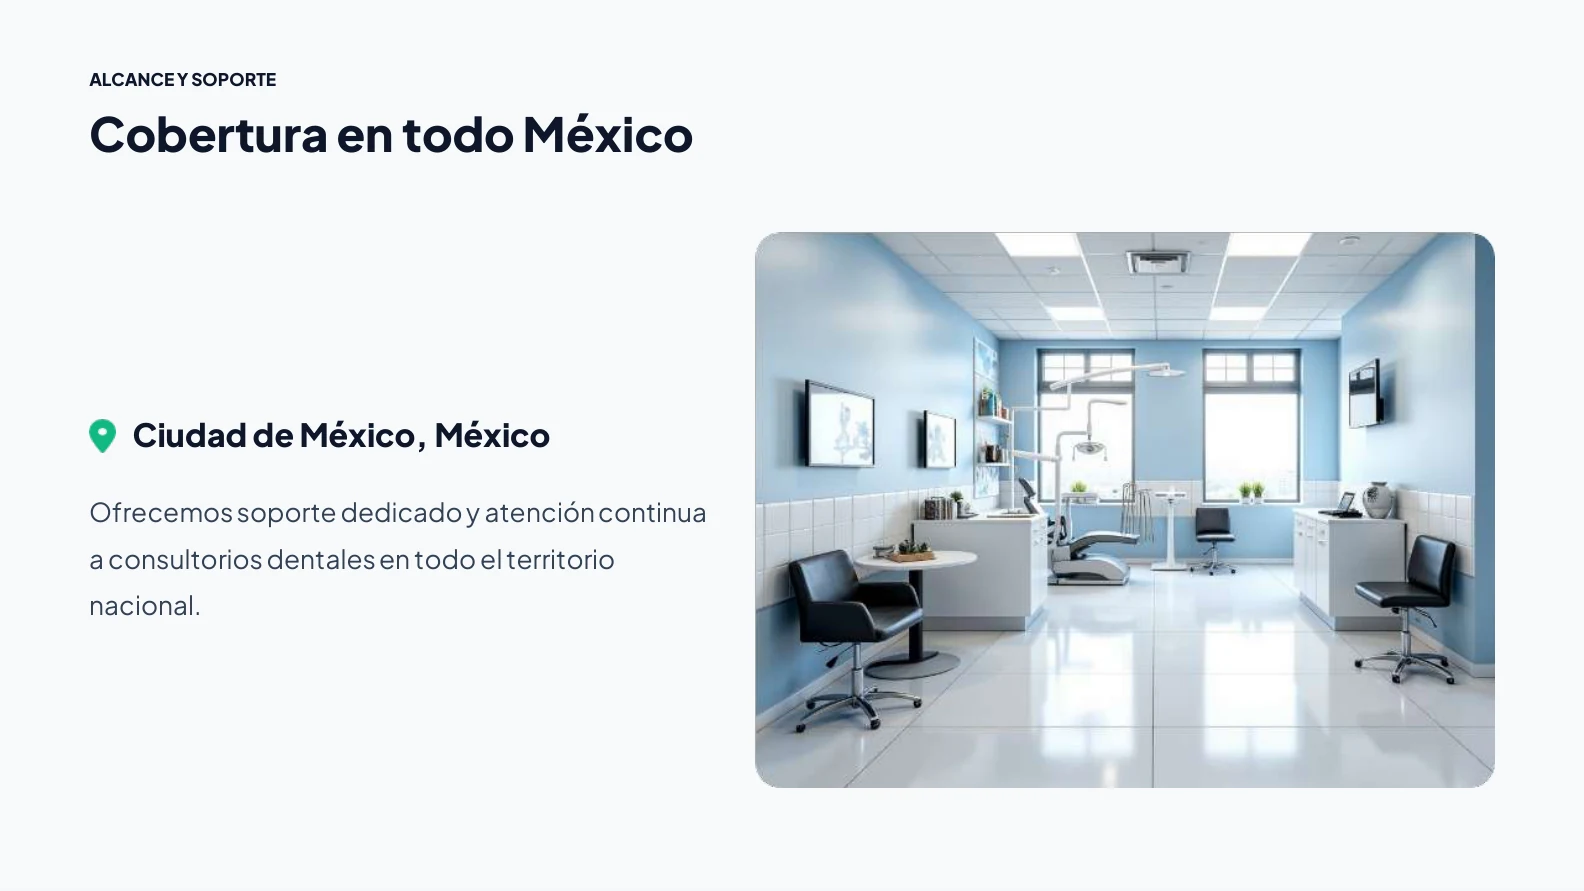 ALCANCE Y SOPORTE
Cobertura en todo México
Ciudad de México, México
Ofrecemos soporte dedicado y atención continua
a consultorios dentales en todo el territorio
nacional.